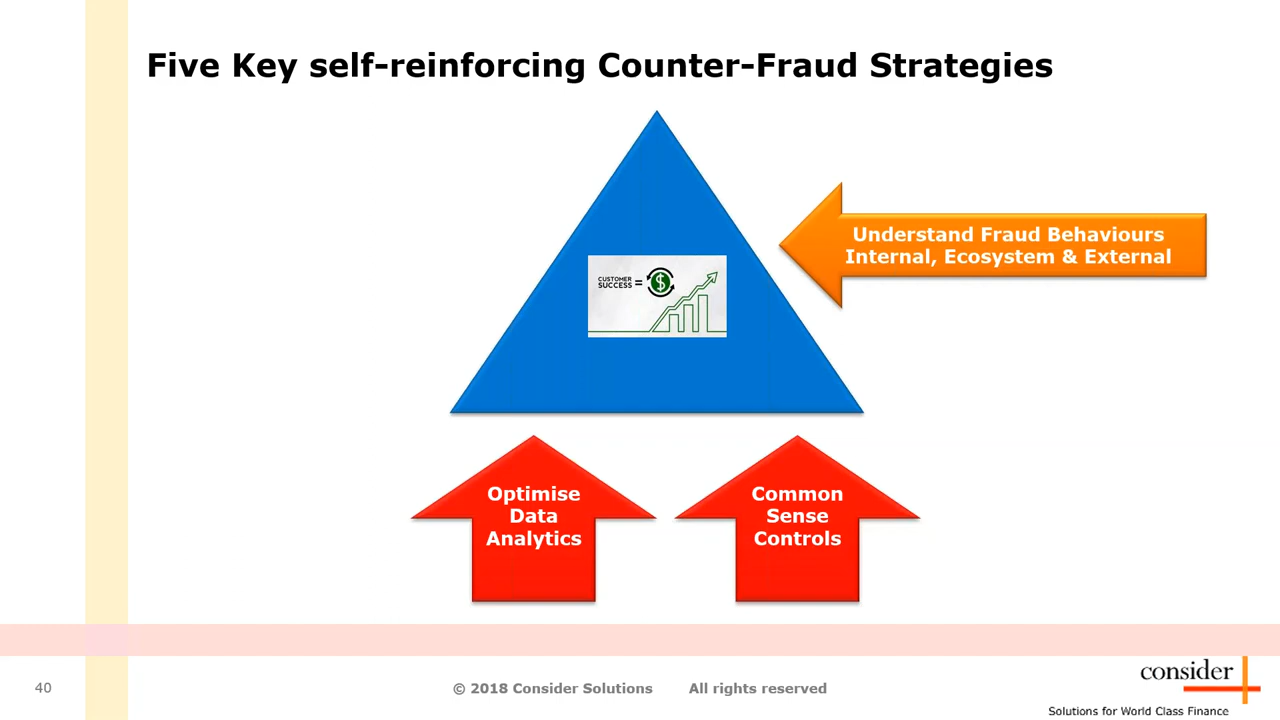 Five Key self-reinforcing Counter-Fraud Strategies
Understand Fraud Behaviours
Internal, Ecosystem & External
CUSTOMER
SUCCESS = $
Optimise
Data
Analytics
Common
Sense
Controls
40
© 2018 Consider Solutions All rights reserved
consider
Solutions for World Class Finance